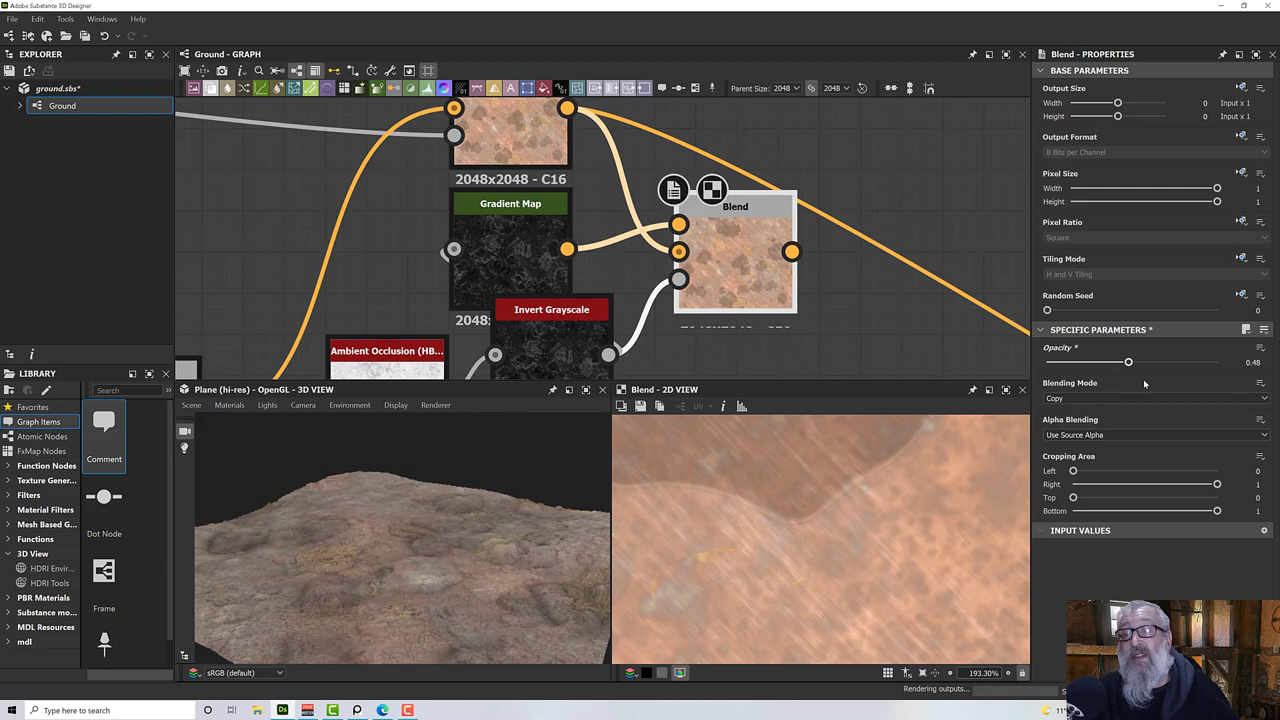 Adobe Substance 3D Designer
File Edit Tools Windows Help
EXPLORER
ground.sbs*
Ground
LIBRARY
Search
Favorites
Graph Items
Atomic Nodes
FxMap Nodes
Function Nodes
Texture Gener...
Filters
Material Filters
Mesh Based G...
Functions
3D View
HDRI Envir...
HDRI Tools
PBR Materials
Substance mo...
MDL Resources
mdl
Comment
Dot Node
Frame
Ground - GRAPH
Parent Size: 2048 2048
2048x2048 - C16
Gradient Map
Blend
Invert Grayscale
Ambient Occlusion (HB...
Plane (hi-res) - OpenGL - 3D VIEW
Scene Materials Lights Camera Environment Display Renderer
sRGB (default)
Blend - 2D VIEW
UV
193.30%
Rendering outputs...
Blend - PROPERTIES
BASE PARAMETERS
Output Size
Width 0 Input x 1
Height 0 Input x 1
Output Format
8 Bits per Channel
Pixel Size
Width 1
Height 1
Pixel Ratio
Square
Tiling Mode
H and V Tiling
Random Seed
0
SPECIFIC PARAMETERS *
Opacity *
0.48
Blending Mode
Copy
Alpha Blending
Use Source Alpha
Cropping Area
Left 0
Right 1
Top 0
Bottom 1
INPUT VALUES
Type here to search